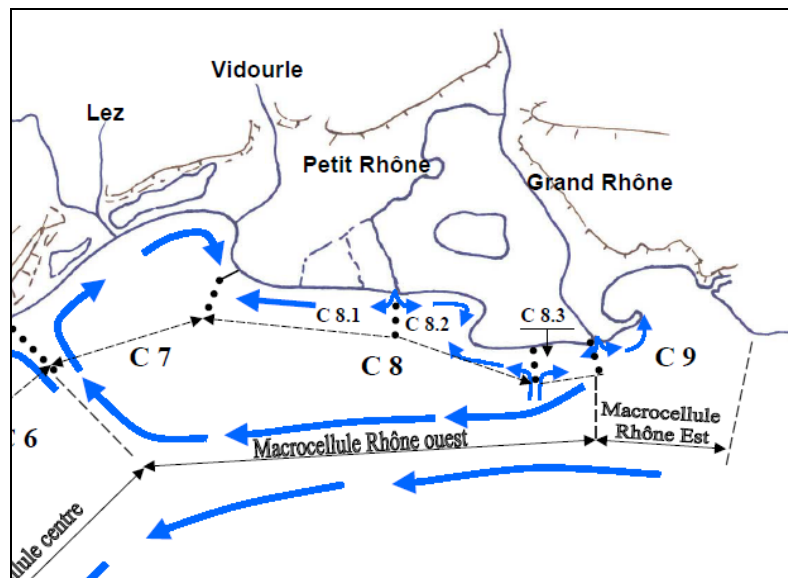 Vidourle
Lez
Petit Rhône
Grand Rhône
C 8.1
C 8.2
C 8.3
C 7
C 8
C 9
6
Macrocellule
Rhône Est
Macrocellule Rhône ouest
centre